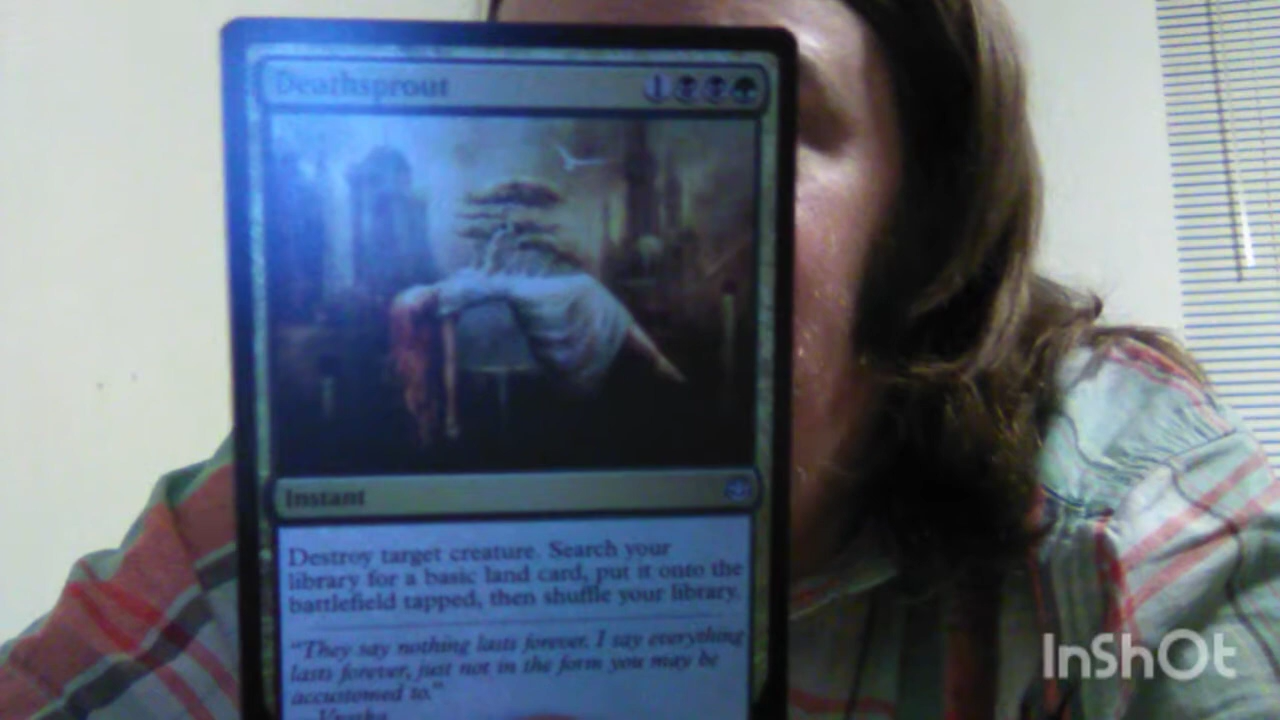 Deathsprout 1
Instant
Destroy target creature. Search your
library for a basic land card, put it onto the
battlefield tapped, then shuffle your library.
"They say nothing lasts forever. I say everything
lasts forever, just not in the form you may be
accustomed to."
—Vraska
InShOt